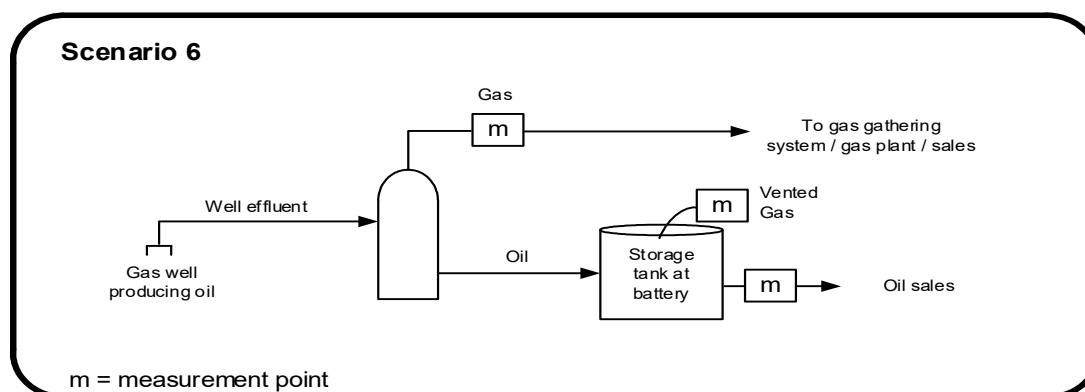 Scenario 6
Gas
m
To gas gathering
system / gas plant / sales
Well effluent
m
Vented
Gas
Gas well
producing oil
Oil
Storage
tank at
battery
m
Oil sales
m = measurement point